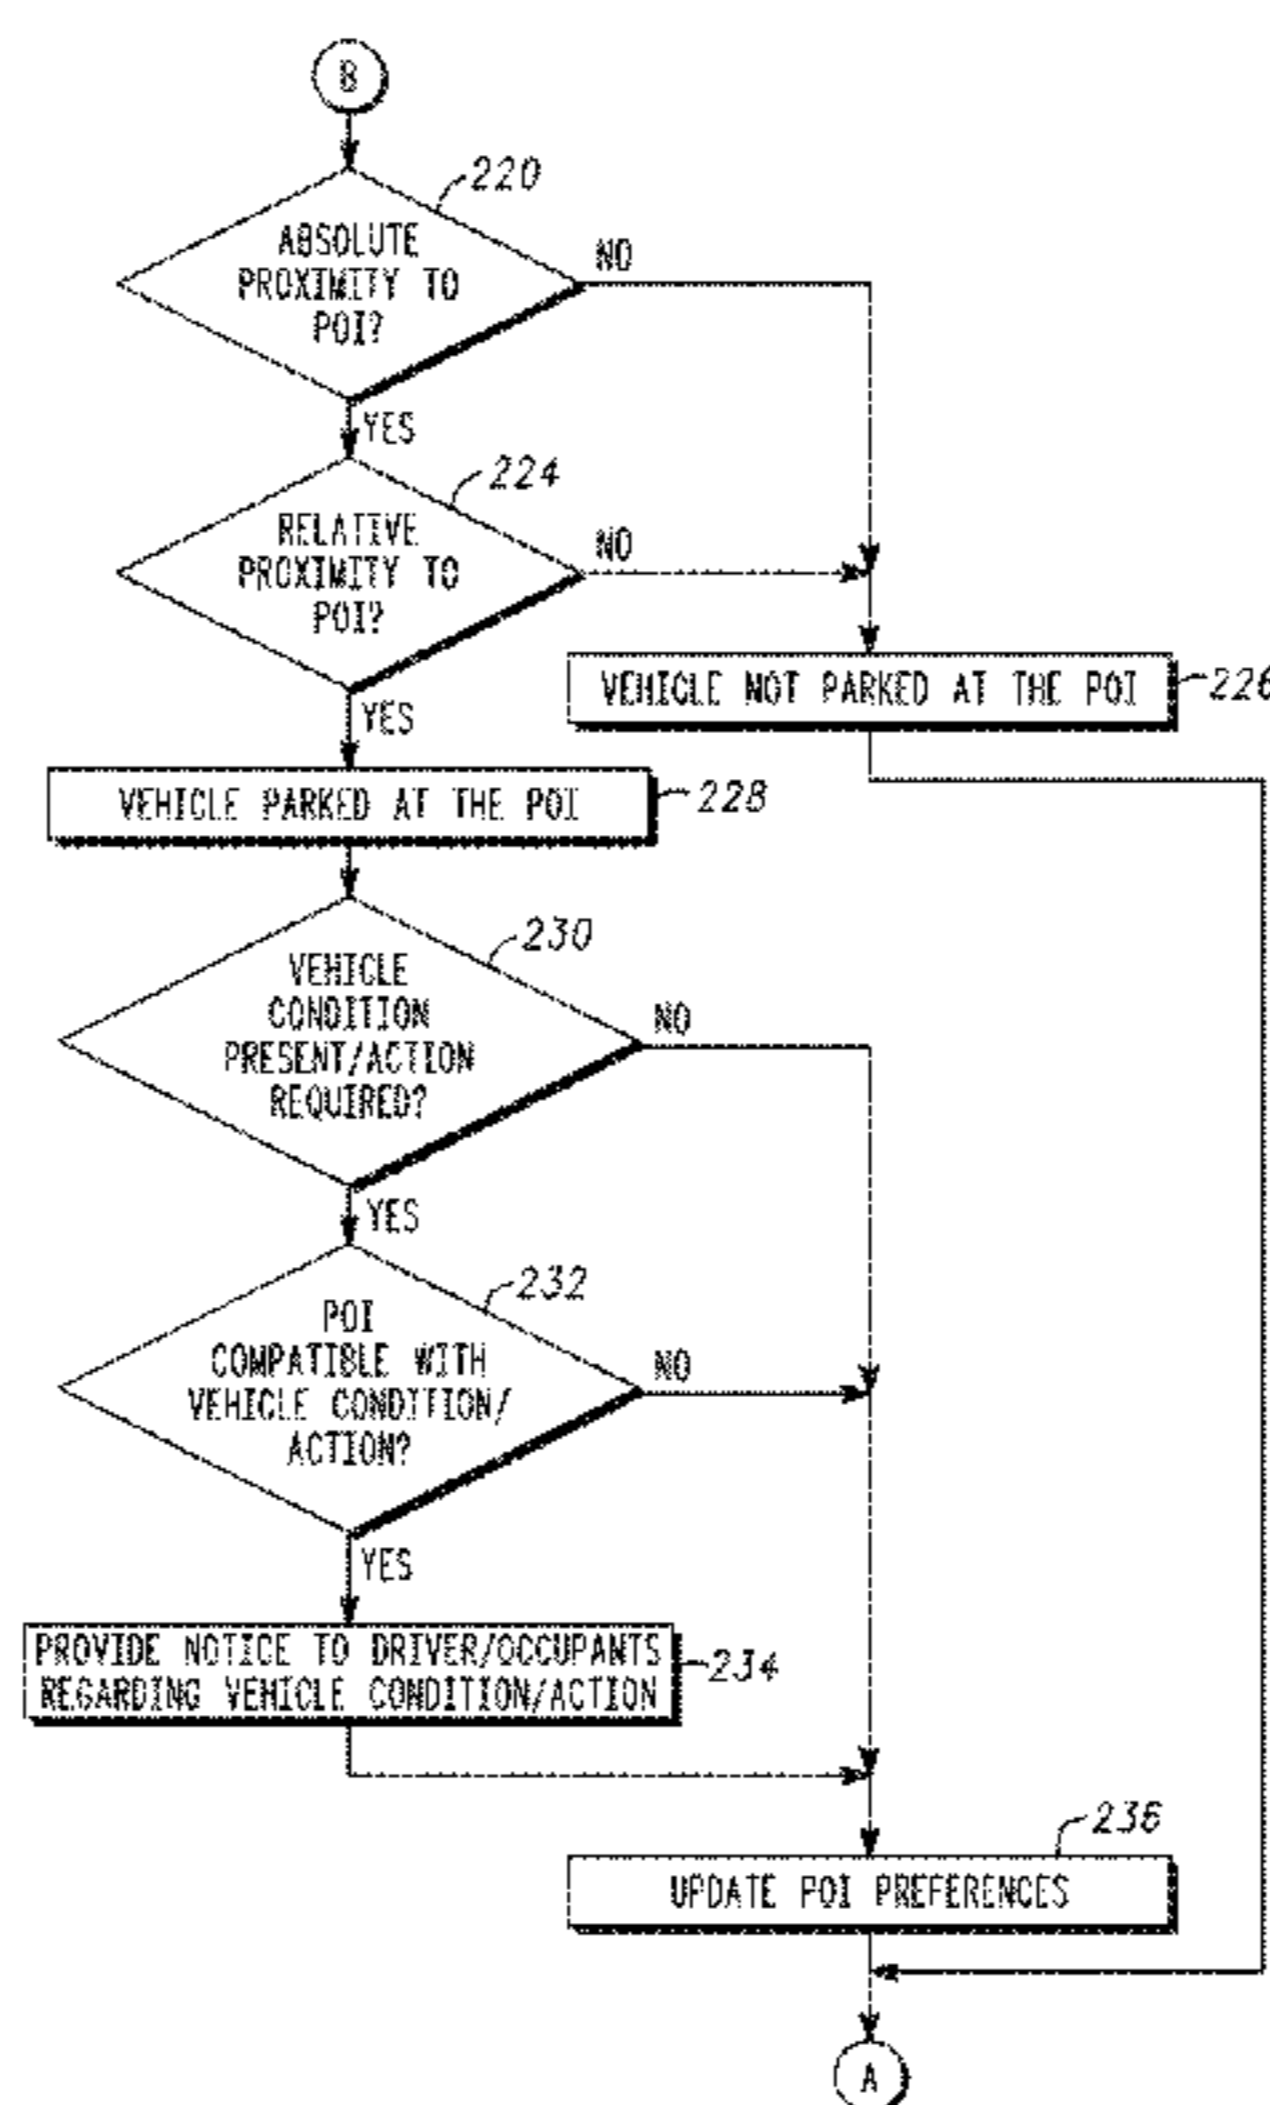 B
220
ABSOLUTE
PROXIMITY TO
POI?
NO
YES
224
RELATIVE
PROXIMITY TO
POI?
NO
YES
VEHICLE NOT PARKED AT THE POI
226
VEHICLE PARKED AT THE POI
228
230
VEHICLE
CONDITION
PRESENT/ACTION
REQUIRED?
NO
YES
232
POI
COMPATIBLE WITH
VEHICLE CONDITION/
ACTION?
NO
YES
PROVIDE NOTICE TO DRIVER/OCCUPANTS
REGARDING VEHICLE CONDITION/ACTION
234
236
UPDATE POI PREFERENCES
A